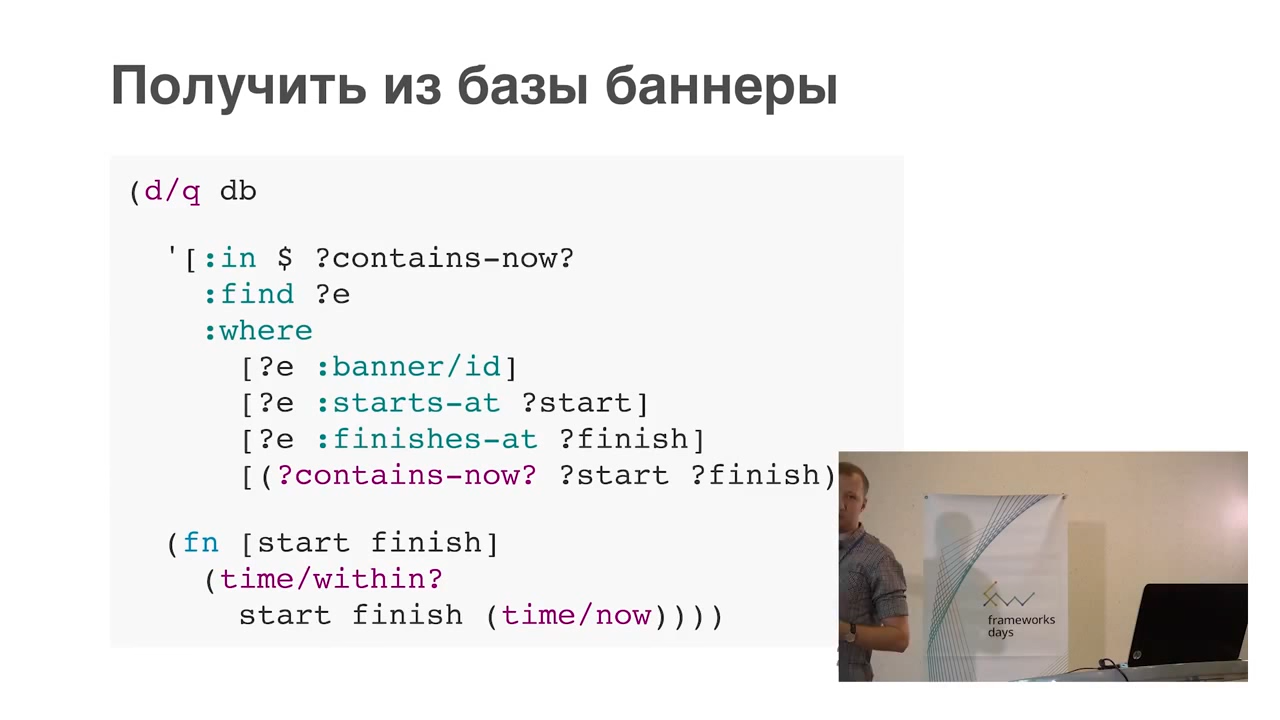 Получить из базы баннеры
(d/q db
'[:in $ ?contains-now?
:find ?e
:where
[?e :banner/id]
[?e :starts-at ?start]
[?e :finishes-at ?finish]
[(?contains-now? ?start ?finish)
(fn [start finish]
(time/within?
start finish (time/now))))
frameworks
days
hp